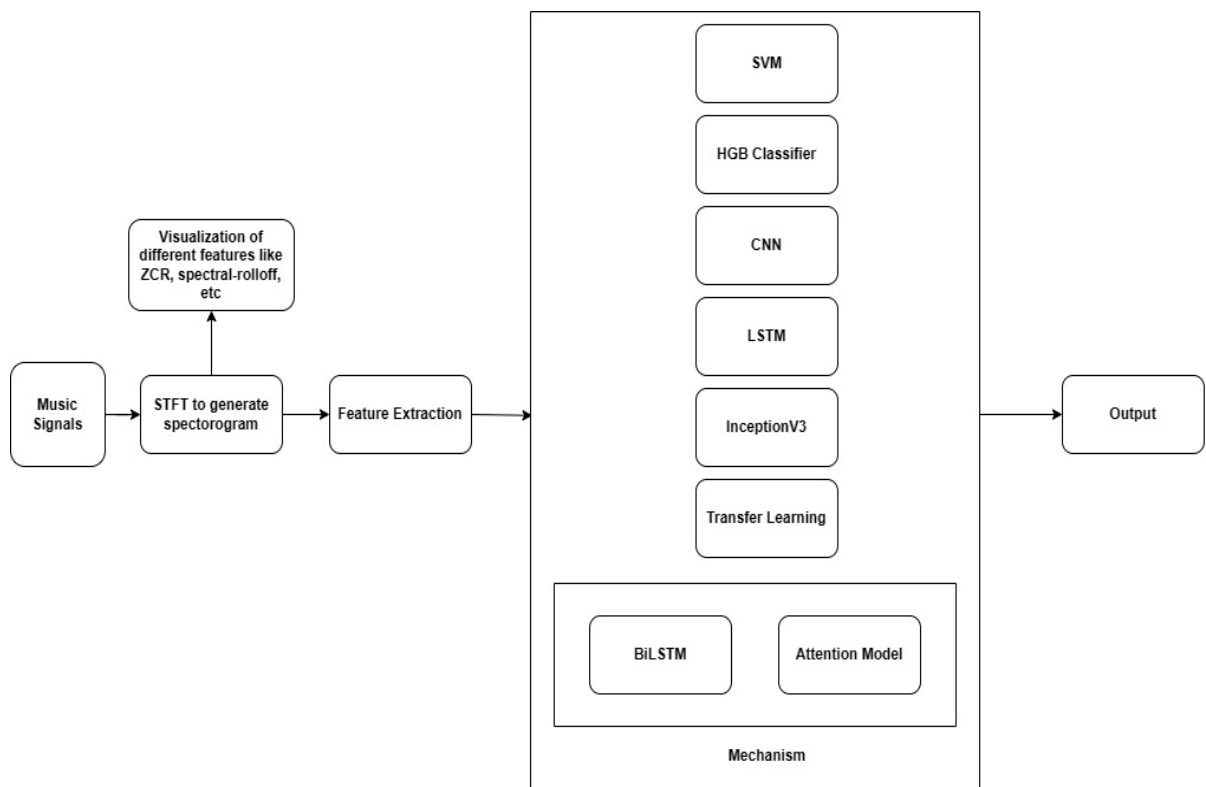 SVM
HGB Classifier
CNN
LSTM
InceptionV3
Transfer Learning
BiLSTM
Attention Model
Mechanism
Visualization of
different features like
ZCR, spectral-rolloff,
etc
Music
Signals
STFT to generate
spectorogram
Feature Extraction
Output